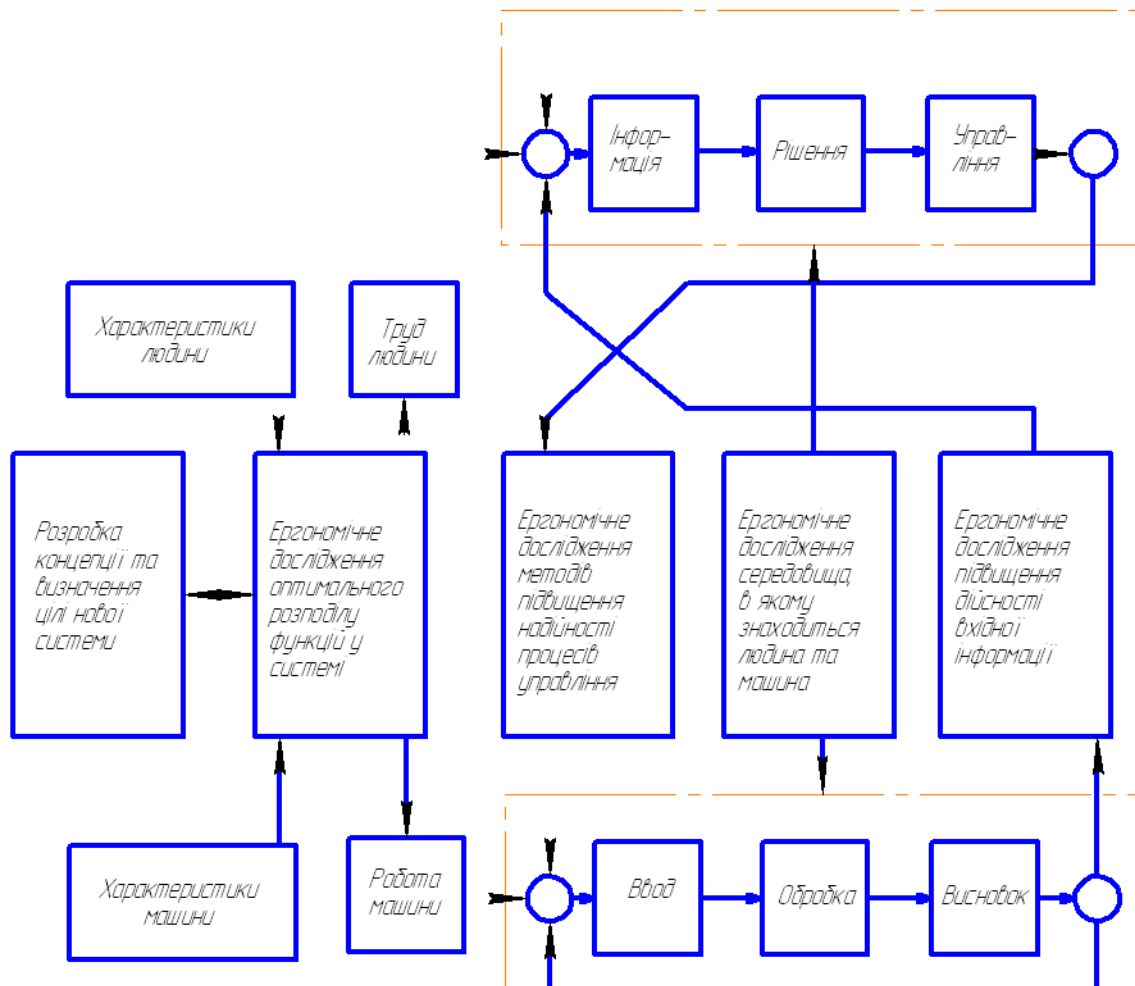 Інфор-
мація
Рішення
Управ-
ління
Характеристики
людини
Труд
людини
Розробка
концепції та
визначення
цілі нової
системи
Ергономічне
дослідження
оптимального
розподілу
функцій у
системі
Ергономічне
дослідження
методів
підвищення
надійності
процесів
управління
Ергономічне
дослідження
середовища,
в якому
знаходиться
людина та
машина
Ергономічне
дослідження
підвищення
дійсності
вхідної
інформації
Характеристики
машини
Робота
машини
Ввод
Обробка
Висновок